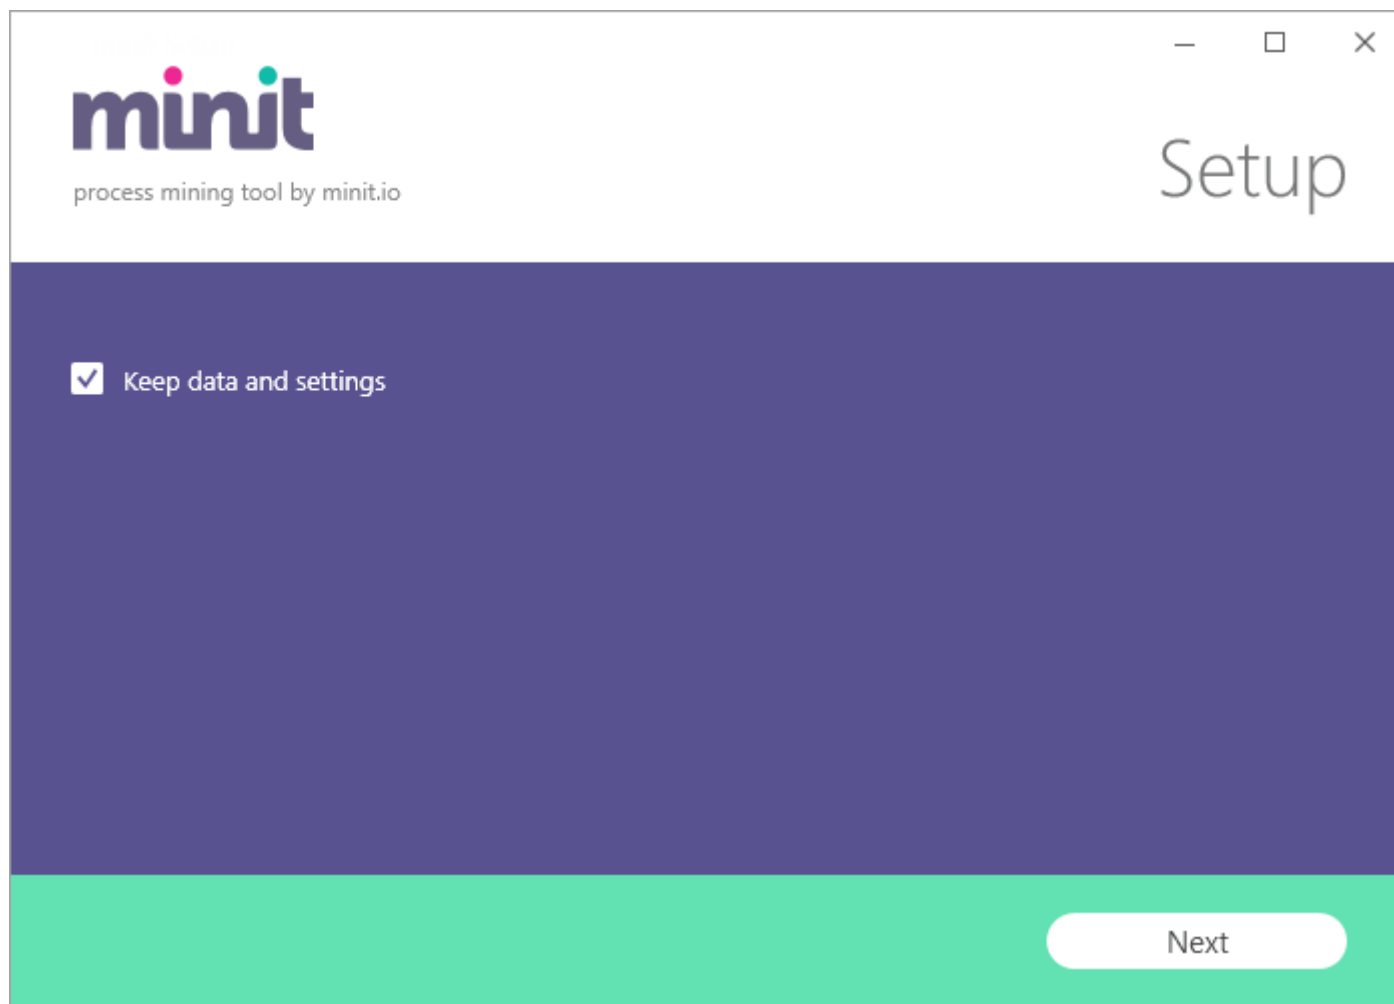 minit
process mining tool by minit.io
Setup
Keep data and settings
Next